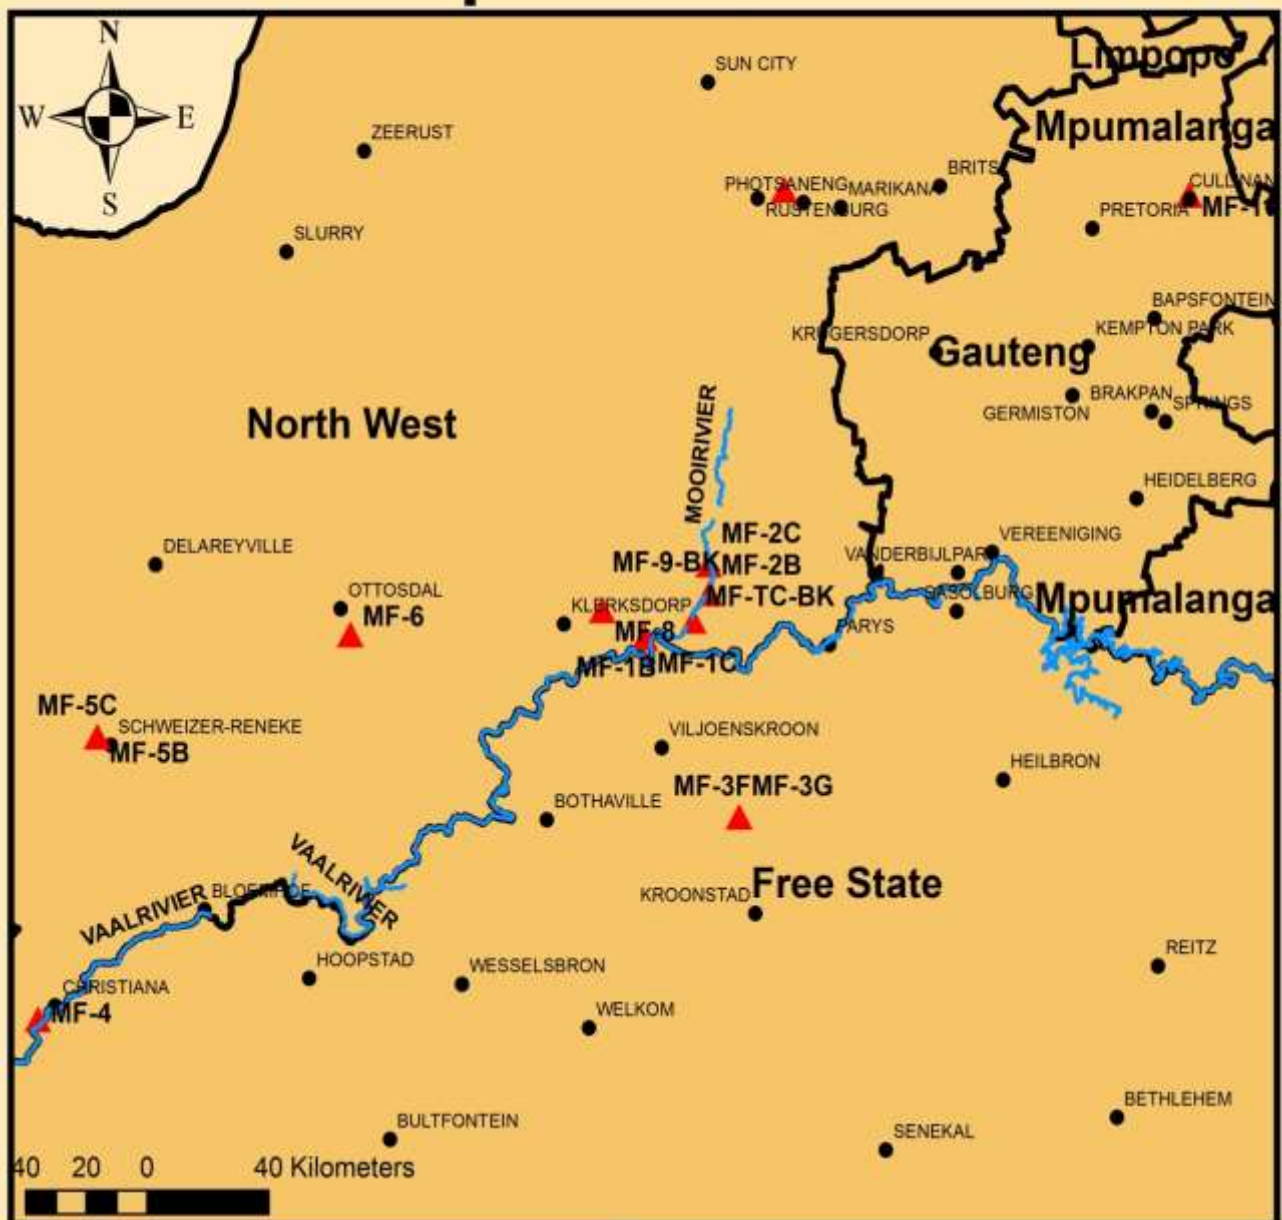 N
W E
S
SUN CITY
ZEERUST
Limpopo
Mpumalanga
BRITS
PHOTSANENG
MARIKANA
RUSTENBURG
CULLINAN
PRETORIA
SLURRY
BAPSFONTEIN
KRUGERSDORP
KEMPTON PARK
Gauteng
BRAKPAN
SPRINGS
GERMISTON
North West
MOOIRIVIER
HEIDELBERG
MF-2C
VEREENIGING
DELAREYVILLE
MF-9-BK
MF-2B
VANDERBIJLPARK
OTTOSDAL
MF-6
KLERKSDORP
MF-TC-BK
SASOLBURG
Mpumalanga
MF-8
PARYS
MF-1B
MF-1C
MF-5C
SCHWEIZER-RENEKE
MF-5B
VILJOENSKROON
HEILBRON
MF-3F
MF-3G
BOTHAVILLE
VAALRIVIER
VAALRIVIER
BLOEMHOF
KROONSTAD
Free State
HOOPSTAD
WESSELSBRON
REITZ
CHRISTIANA
MF-4
WELKOM
BULTFONTEIN
BETHLEHEM
SENEKAL
40 20 0 40 Kilometers